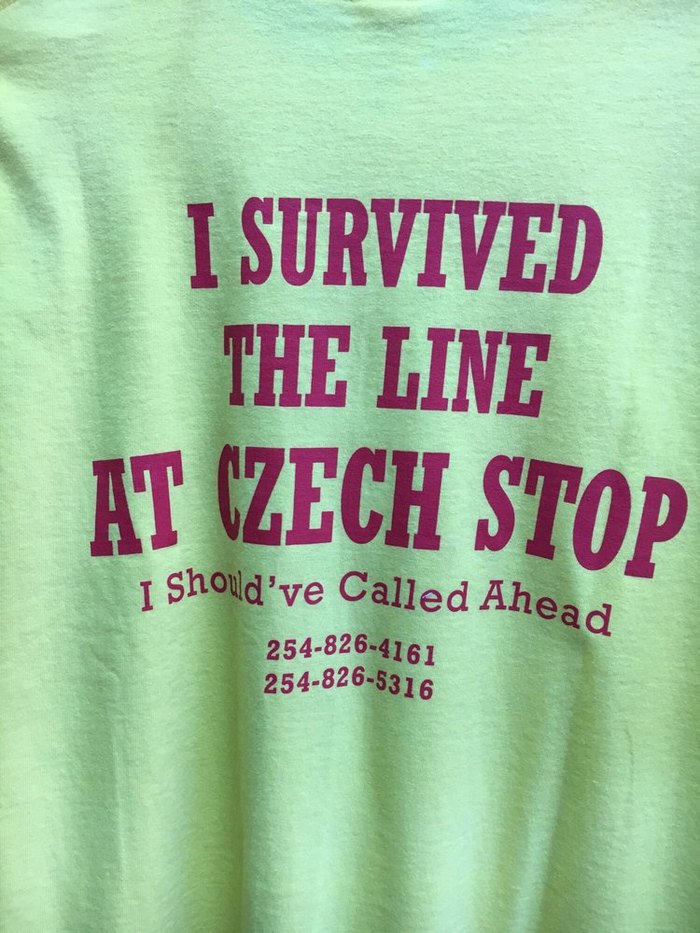 I SURVIVED
THE LINE
AT CZECH STOP
I Should've Called Ahead
254-826-4161
254-826-5316